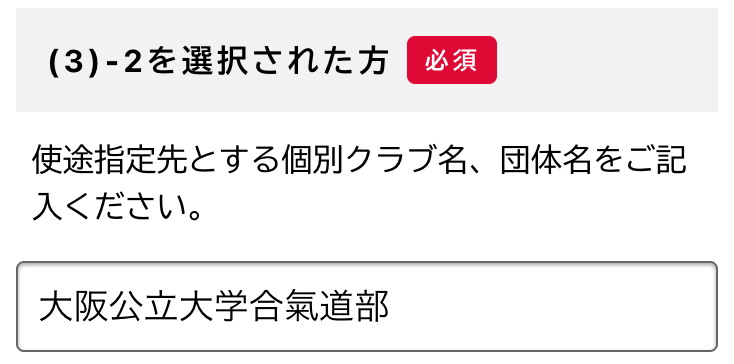 (3)-2を選択された方 必須
使途指定先とする個別クラブ名、団体名をご記
入ください。
大阪公立大学合氣道部